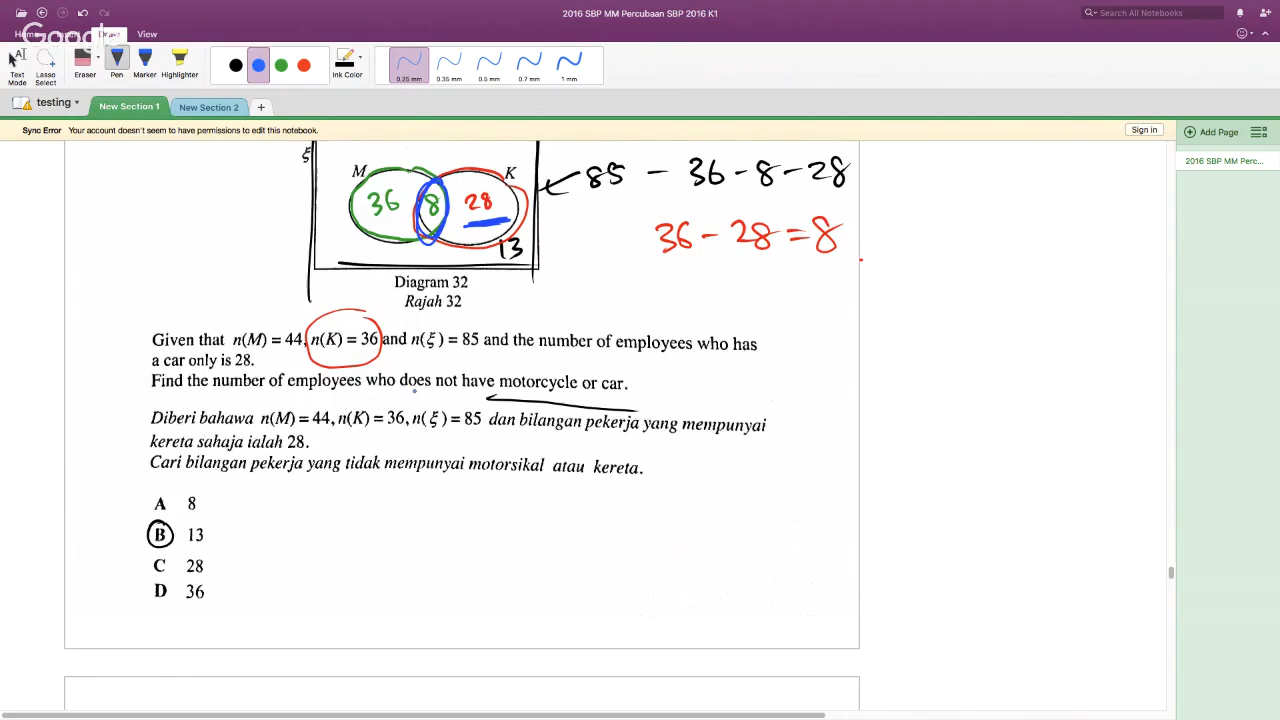 2016 SBP MM Percubaan SBP 2016 K1
Search All Notebooks
Google
Home Insert Draw View
Text Mode
Lasso Select
Eraser
Pen
Marker
Highlighter
Ink Color
0.25 mm
0.35 mm
0.5 mm
0.7 mm
1 mm
testing
New Section 1
New Section 2
+
Sync Error Your account doesn't seem to have permissions to edit this notebook.
Sign in
Add Page
2016 SBP MM Perc...
ξ
M
K
36
8
28
13
85 - 36-8-28
36-28=8
Diagram 32
Rajah 32
Given that n(M) = 44, n(K) = 36 and n(ξ) = 85 and the number of employees who has
a car only is 28.
Find the number of employees who does not have motorcycle or car.
Diberi bahawa n(M) = 44, n(K) = 36, n(ξ) = 85 dan bilangan pekerja yang mempunyai
kereta sahaja ialah 28.
Cari bilangan pekerja yang tidak mempunyai motorsikal atau kereta.
A 8
B 13
C 28
D 36